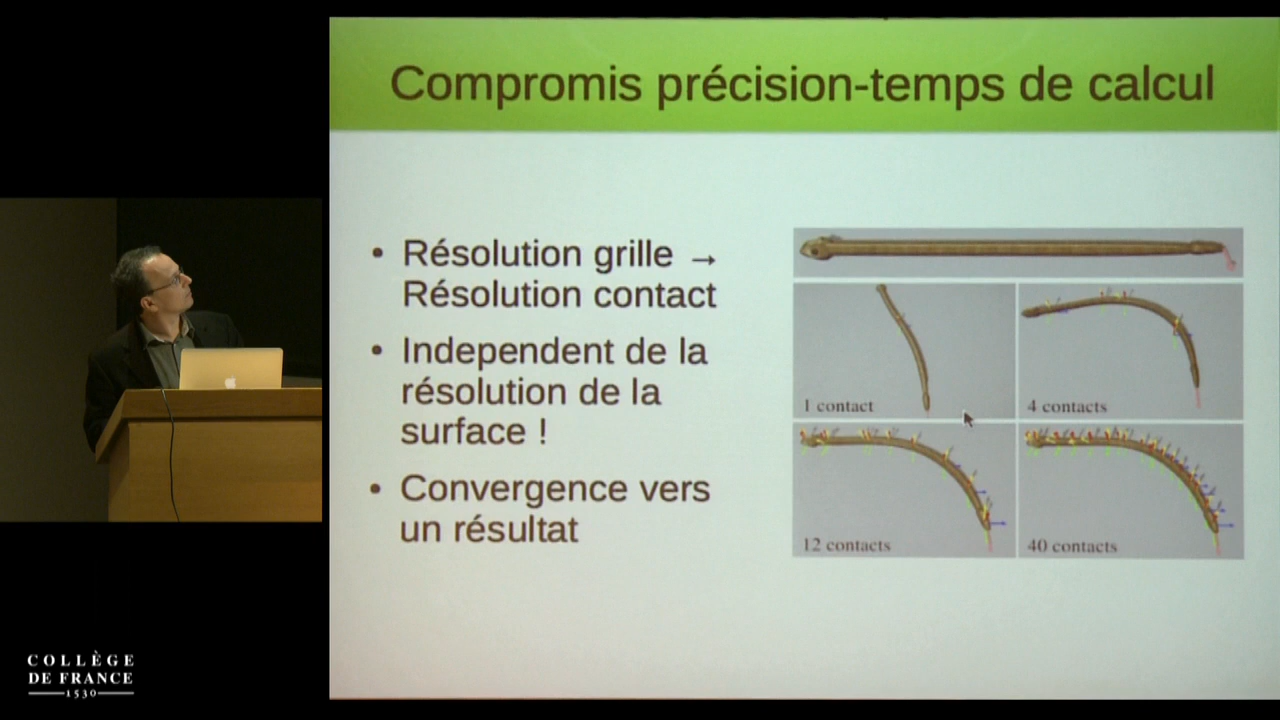 Compromis précision-temps de calcul
• Résolution grille →
Résolution contact
• Independent de la
résolution de la
surface !
• Convergence vers
un résultat
1 contact
4 contacts
12 contacts
40 contacts
COLLÈGE
DE FRANCE
1530